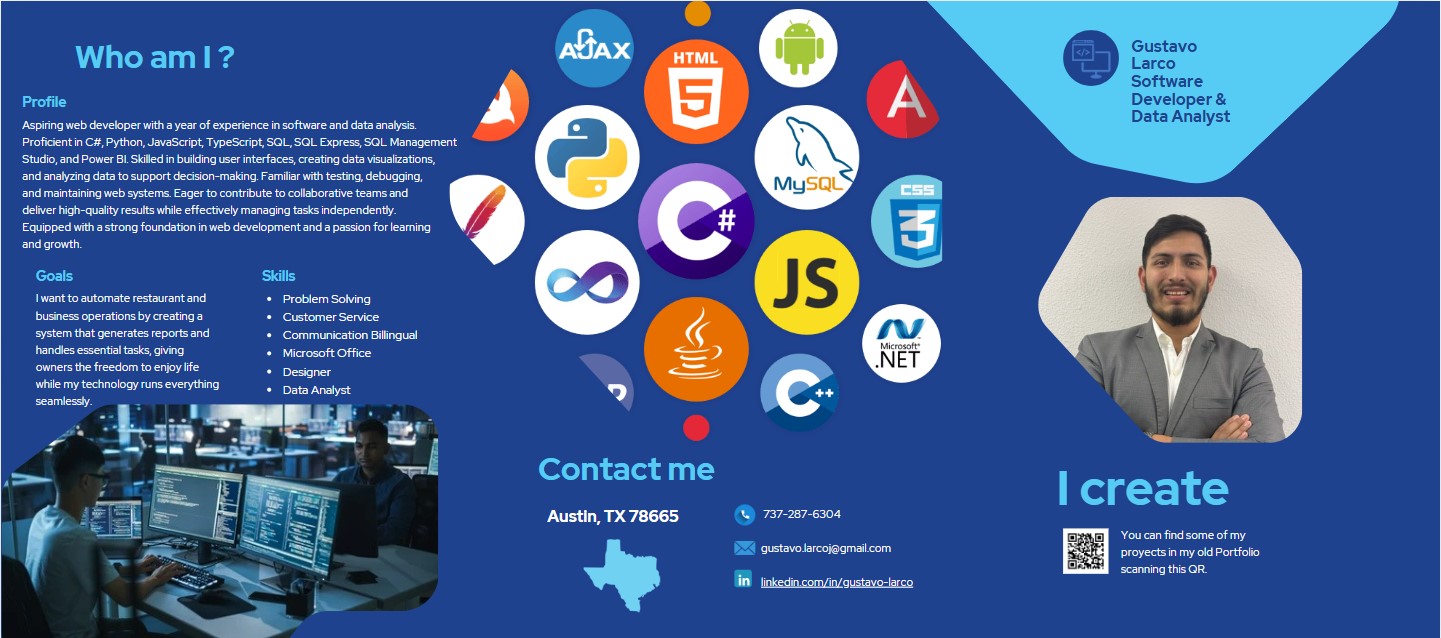 Who am I ?
Profile
Aspiring web developer with a year of experience in software and data analysis.
Proficient in C#, Python, JavaScript, TypeScript, SQL, SQL Express, SQL Management
Studio, and Power BI. Skilled in building user interfaces, creating data visualizations,
and analyzing data to support decision-making. Familiar with testing, debugging,
and maintaining web systems. Eager to contribute to collaborative teams and
deliver high-quality results while effectively managing tasks independently.
Equipped with a strong foundation in web development and a passion for learning
and growth.
Goals
I want to automate restaurant and
business operations by creating a
system that generates reports and
handles essential tasks, giving
owners the freedom to enjoy life
while my technology runs everything
seamlessly.
Skills
• Problem Solving
• Customer Service
• Communication Billingual
• Microsoft Office
• Designer
• Data Analyst
AJAX
HTML
5
A
MySQL
C#
CSS
3
JS
Microsoft®
.NET
C++
Contact me
Austin, TX 78665
737-287-6304
gustavo.larcoj@gmail.com
in
linkedin.com/in/gustavo-larco
Gustavo
Larco
Software
Developer &
Data Analyst
I create
You can find some of my
proyects in my old Portfolio
scanning this QR.